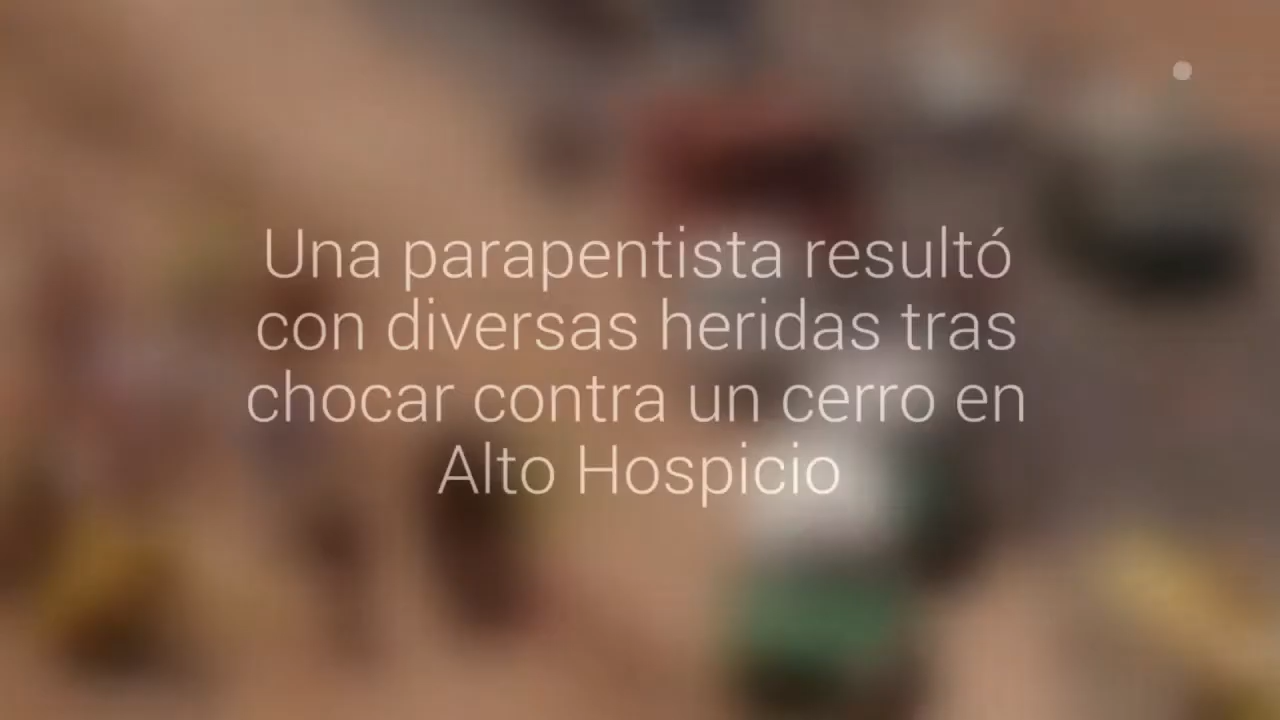 Una parapentista resultó
con diversas heridas tras
chocar contra un cerro en
Alto Hospicio